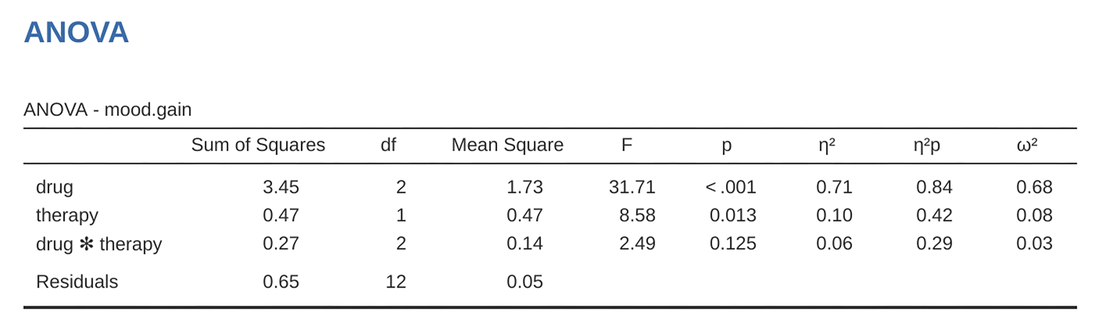 ANOVA
ANOVA - mood.gain
Sum of Squares df Mean Square F p η² η²p ω²
drug 3.45 2 1.73 31.71 < .001 0.71 0.84 0.68
therapy 0.47 1 0.47 8.58 0.013 0.10 0.42 0.08
drug ✻ therapy 0.27 2 0.14 2.49 0.125 0.06 0.29 0.03
Residuals 0.65 12 0.05